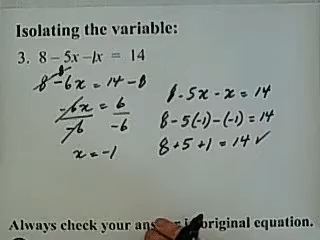 Isolating the variable:
3. 8 – 5x – 1x = 14
-8
8 - 6x = 14 - 8
-6x = 6
-6 -6
x = -1
8 - 5x - x = 14
8 - 5(-1) - (-1) = 14
8 + 5 + 1 = 14 ✓
Always check your in original equation.